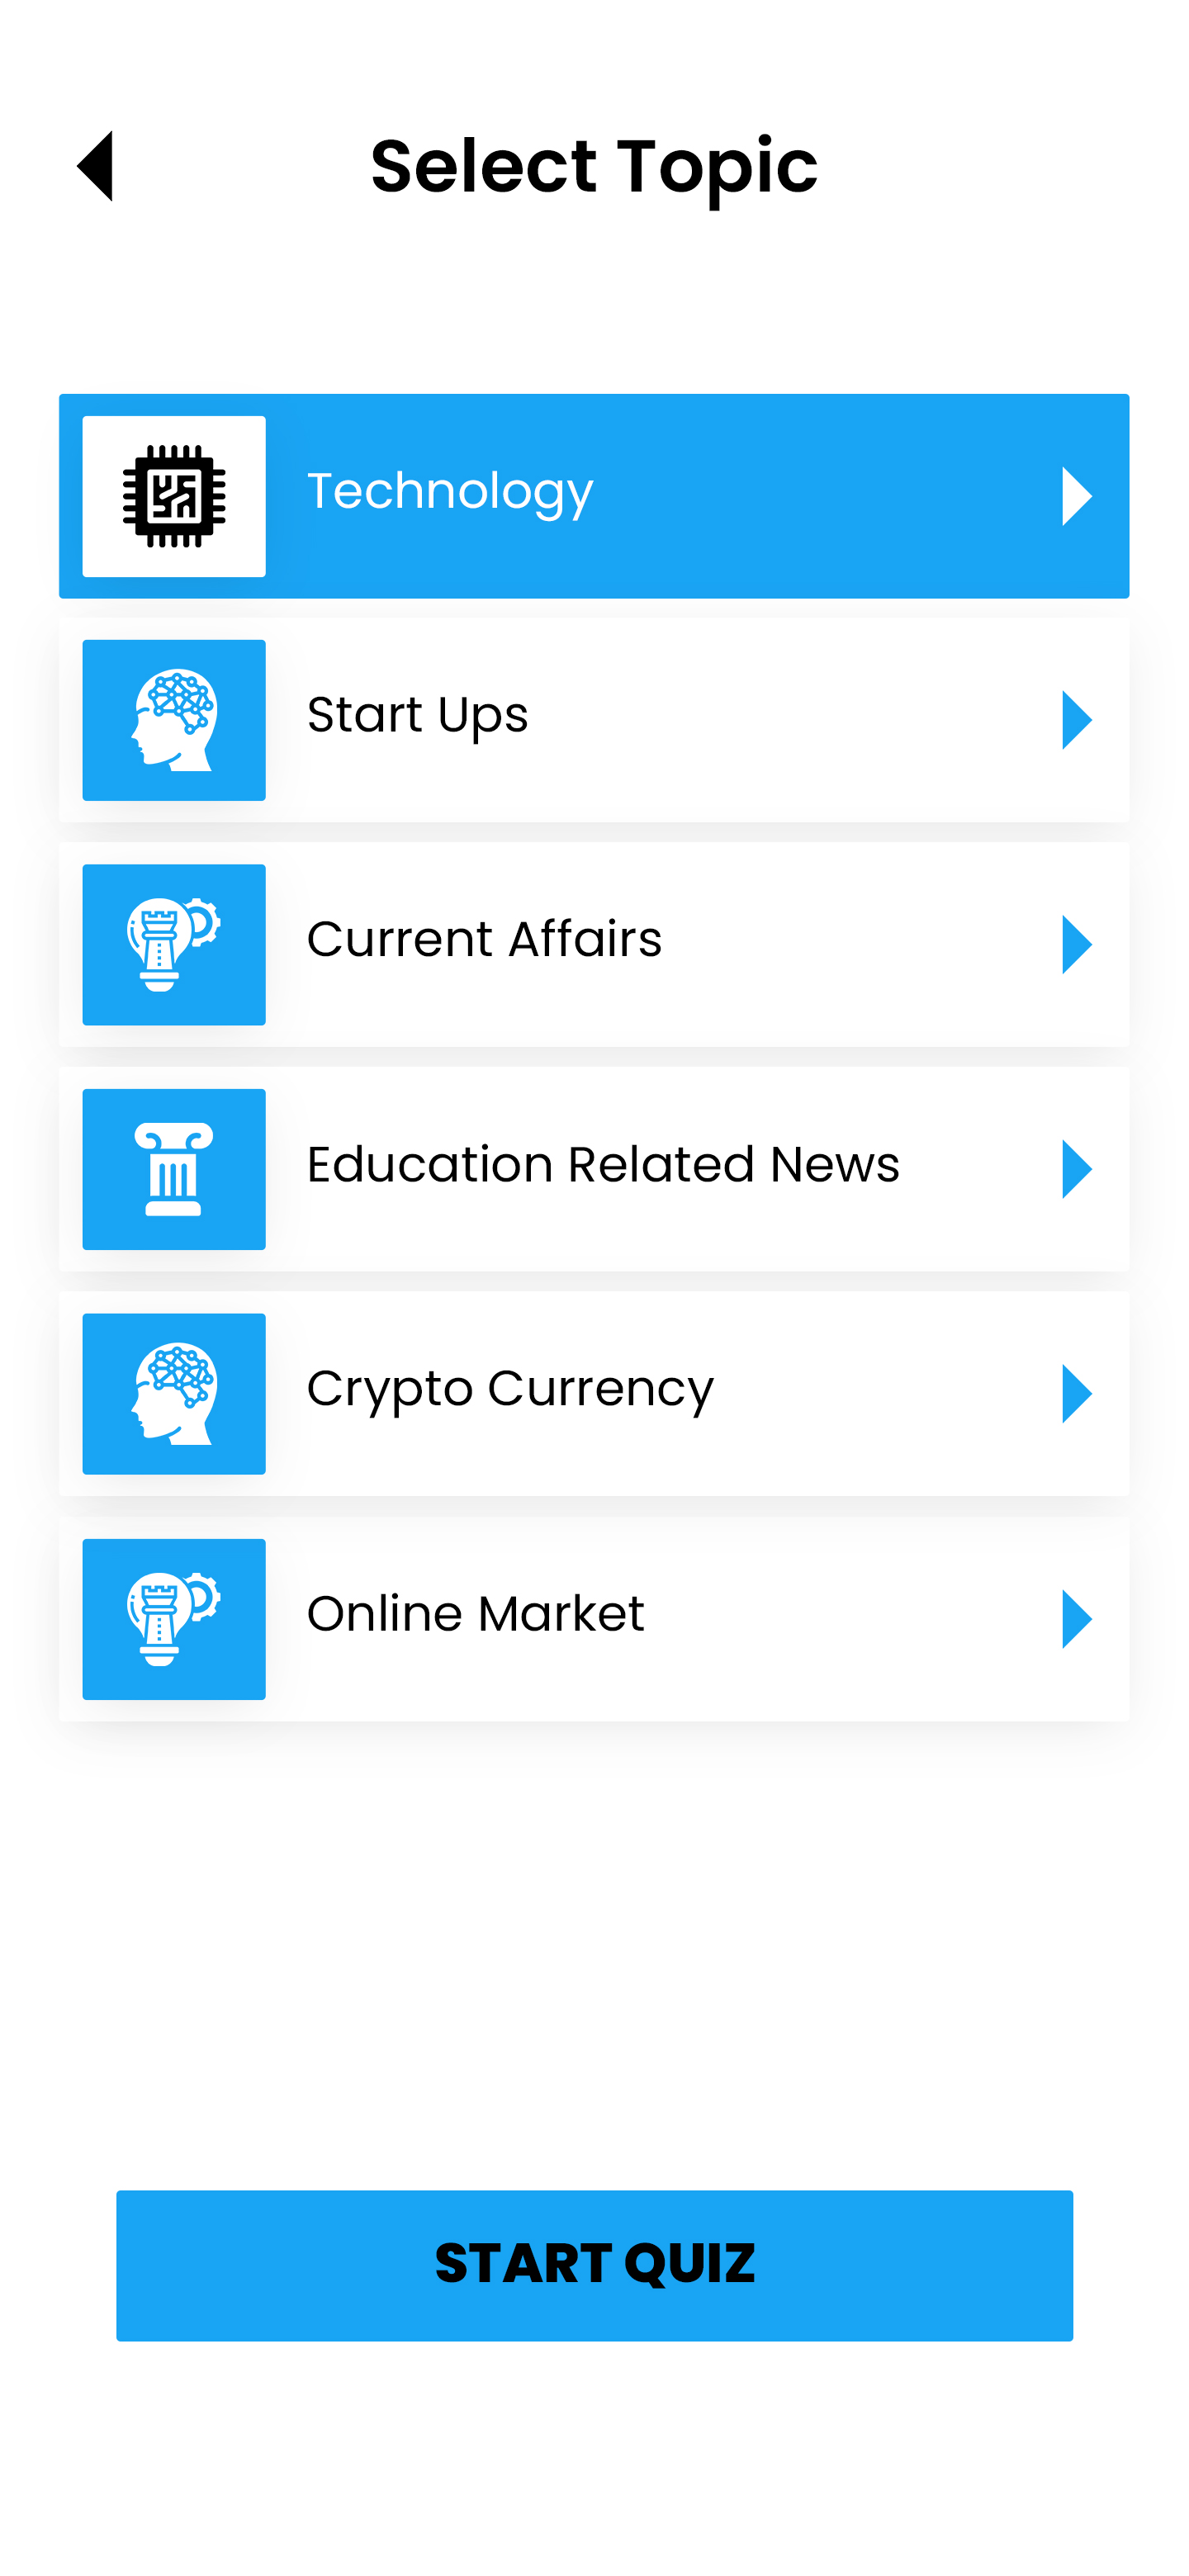 Select Topic
Technology
Start Ups
Current Affairs
Education Related News
Crypto Currency
Online Market
START QUIZ